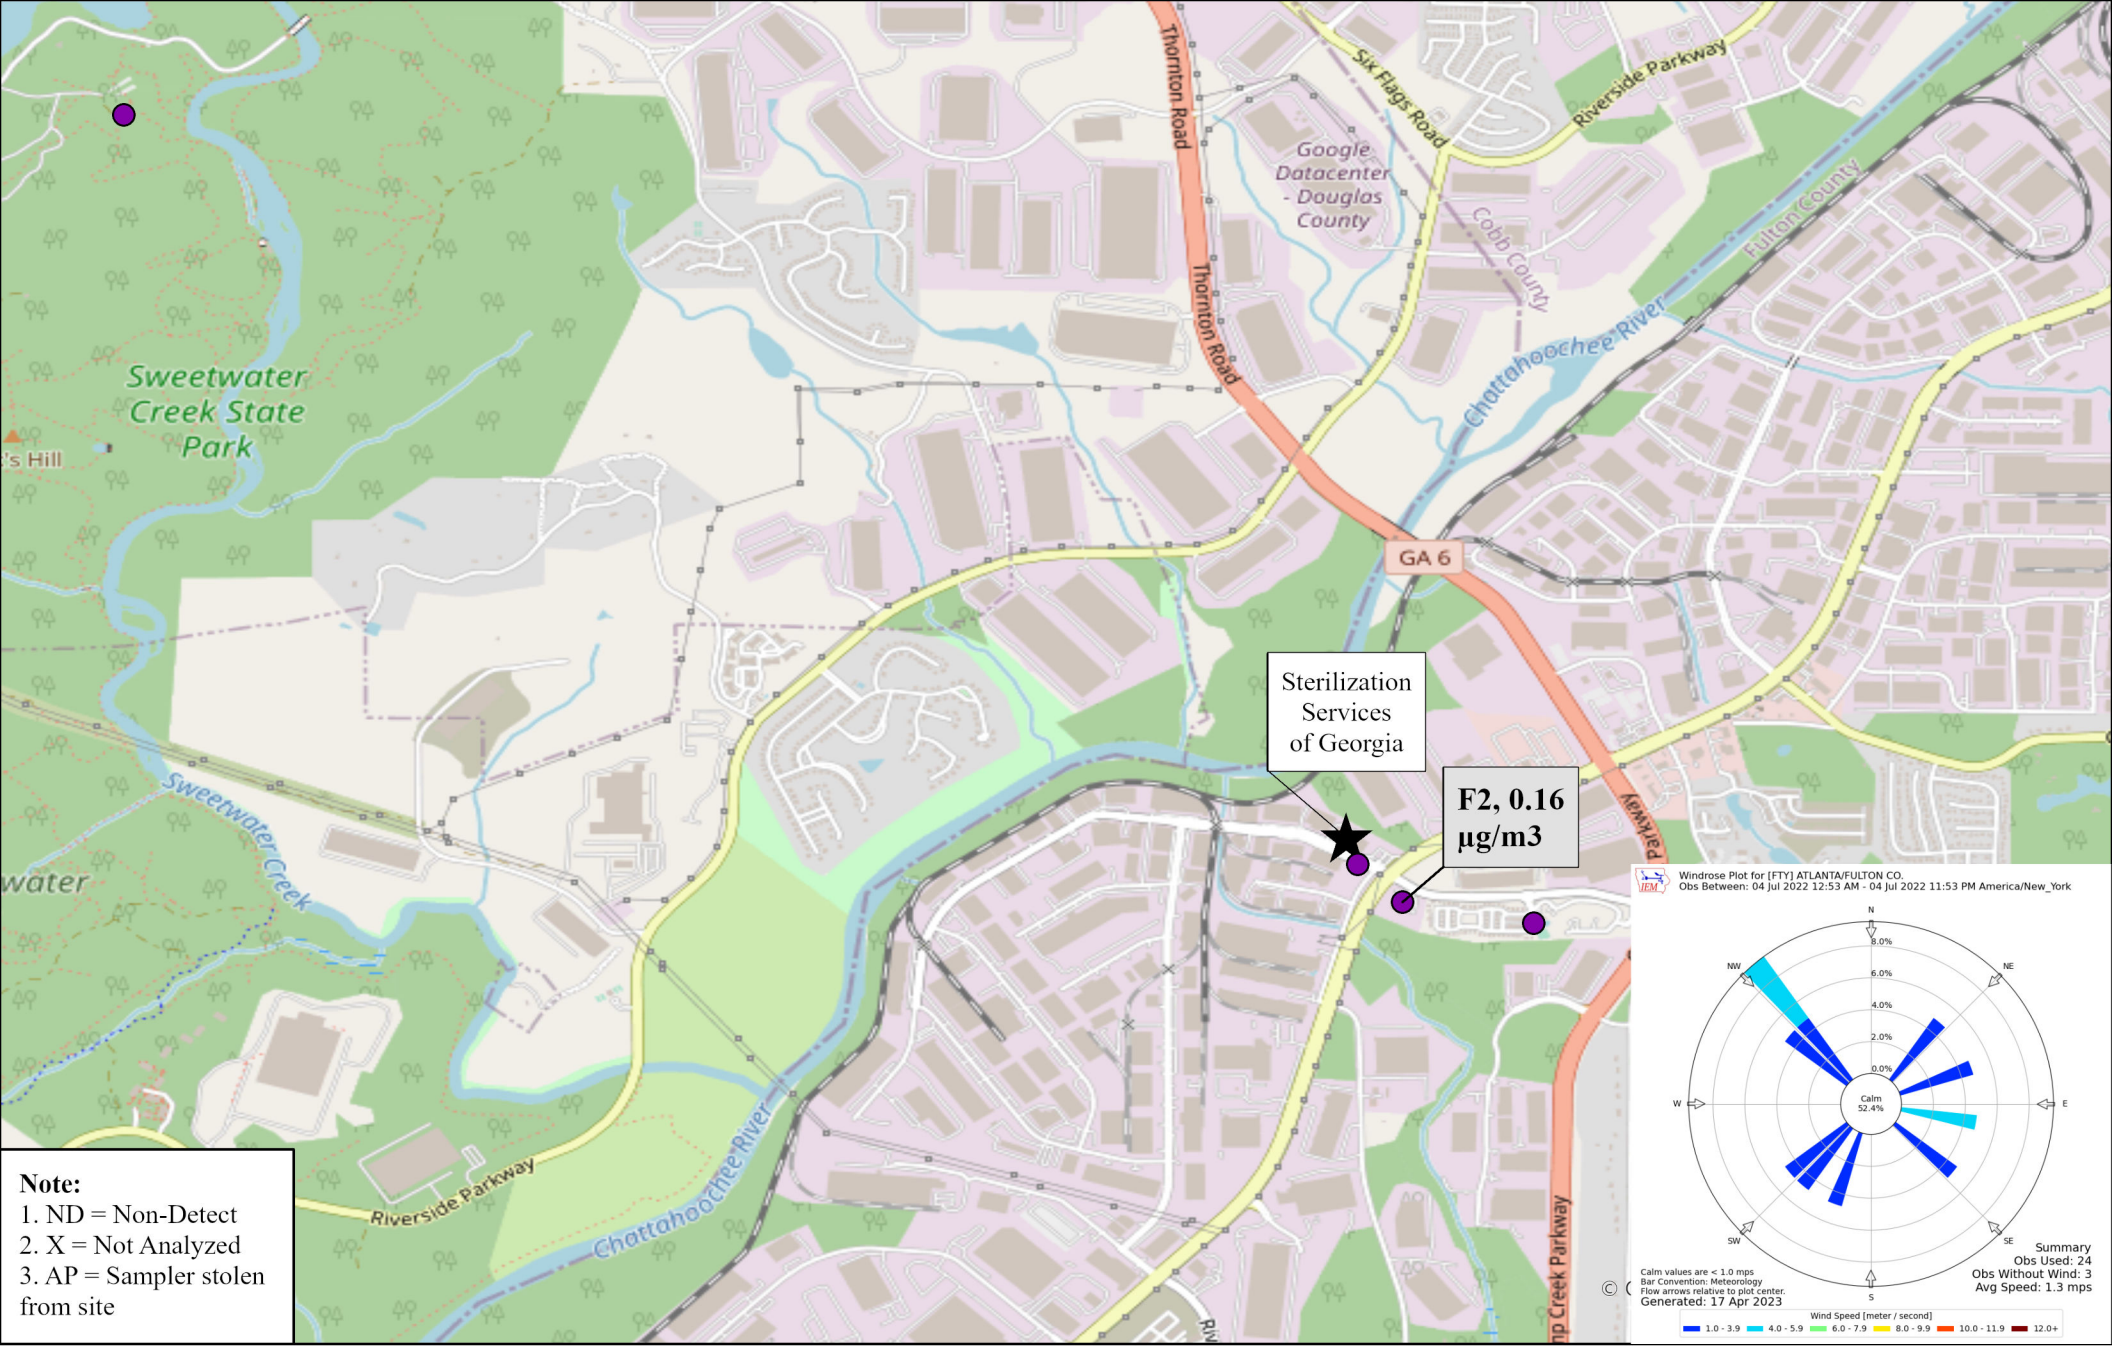 Thornton Road
Six Flags Road
Riverside Parkway
Google
Datacenter
- Douglas
County
Cobb County
Fulton County
Thornton Road
Chattahoochee River
Sweetwater
Creek State
Park
's Hill
GA 6
Sterilization
Services
of Georgia
F2, 0.16
µg/m3
Parkway
Sweetwater Creek
water
Riverside Parkway
Chattahoochee River
Creek Parkway
Riv
©
Note:
1. ND = Non-Detect
2. X = Not Analyzed
3. AP = Sampler stolen
from site
IEM
Windrose Plot for [FTY] ATLANTA/FULTON CO.
Obs Between: 04 Jul 2022 12:53 AM - 04 Jul 2022 11:53 PM America/New_York
N
NW
NE
8.0%
6.0%
4.0%
2.0%
0.0%
Calm
52.4%
W
E
SW
SE
S
Summary
Obs Used: 24
Obs Without Wind: 3
Avg Speed: 1.3 mps
Calm values are < 1.0 mps
Bar Convention: Meteorology
Flow arrows relative to plot center.
Generated: 17 Apr 2023
Wind Speed [meter / second]
1.0 - 3.9 4.0 - 5.9 6.0 - 7.9 8.0 - 9.9 10.0 - 11.9 12.0+